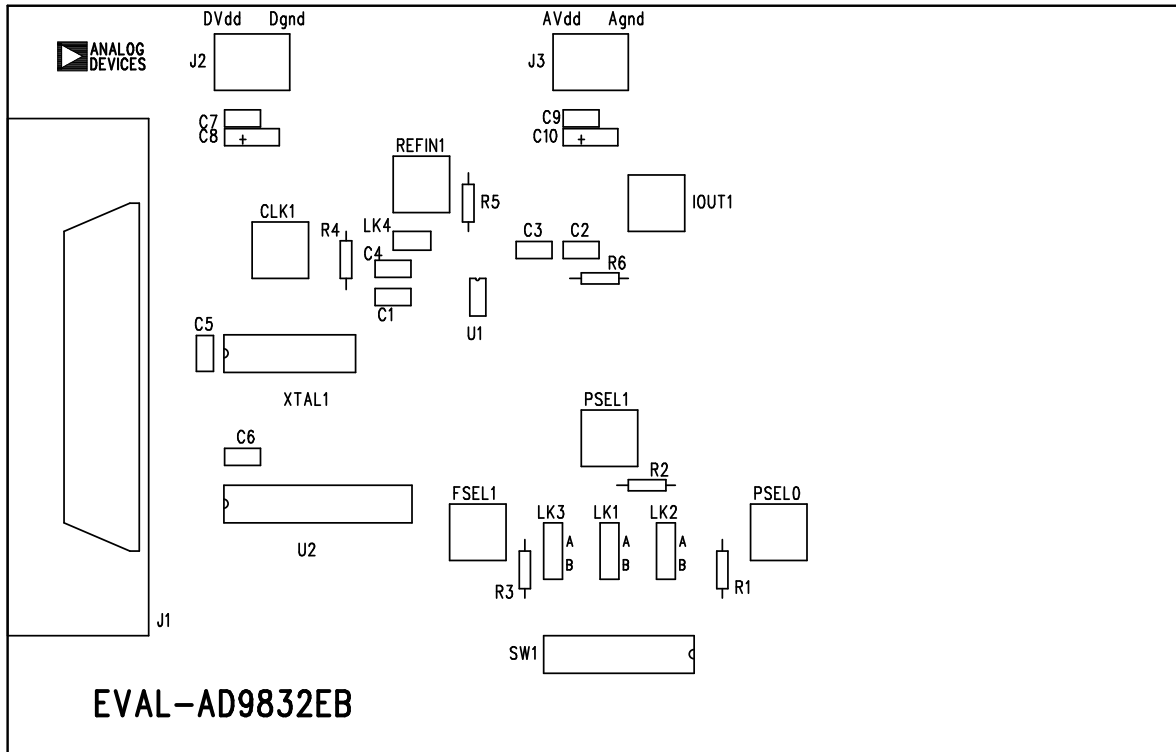 DVdd Dgnd
AVdd Agnd
ANALOG
DEVICES
J2
J3
C7
C8 +
C9
C10 +
REFIN1
R5
IOUT1
CLK1
R4
LK4
C3
C2
C4
R6
C1
U1
C5
XTAL1
PSEL1
C6
R2
FSEL1
PSEL0
LK3
LK1
LK2
A
A
A
U2
B
B
B
R3
R1
J1
SW1
EVAL-AD9832EB